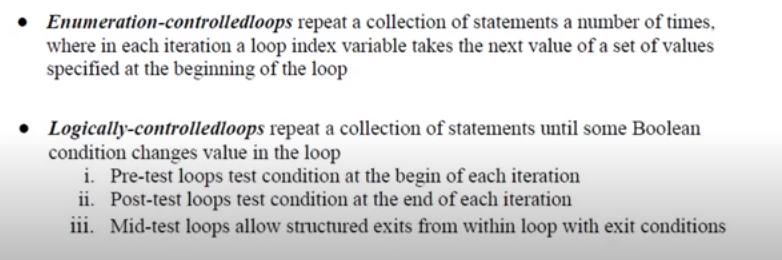 • Enumeration-controlledloops repeat a collection of statements a number of times,
where in each iteration a loop index variable takes the next value of a set of values
specified at the beginning of the loop
• Logically-controlledloops repeat a collection of statements until some Boolean
condition changes value in the loop
i. Pre-test loops test condition at the begin of each iteration
ii. Post-test loops test condition at the end of each iteration
iii. Mid-test loops allow structured exits from within loop with exit conditions